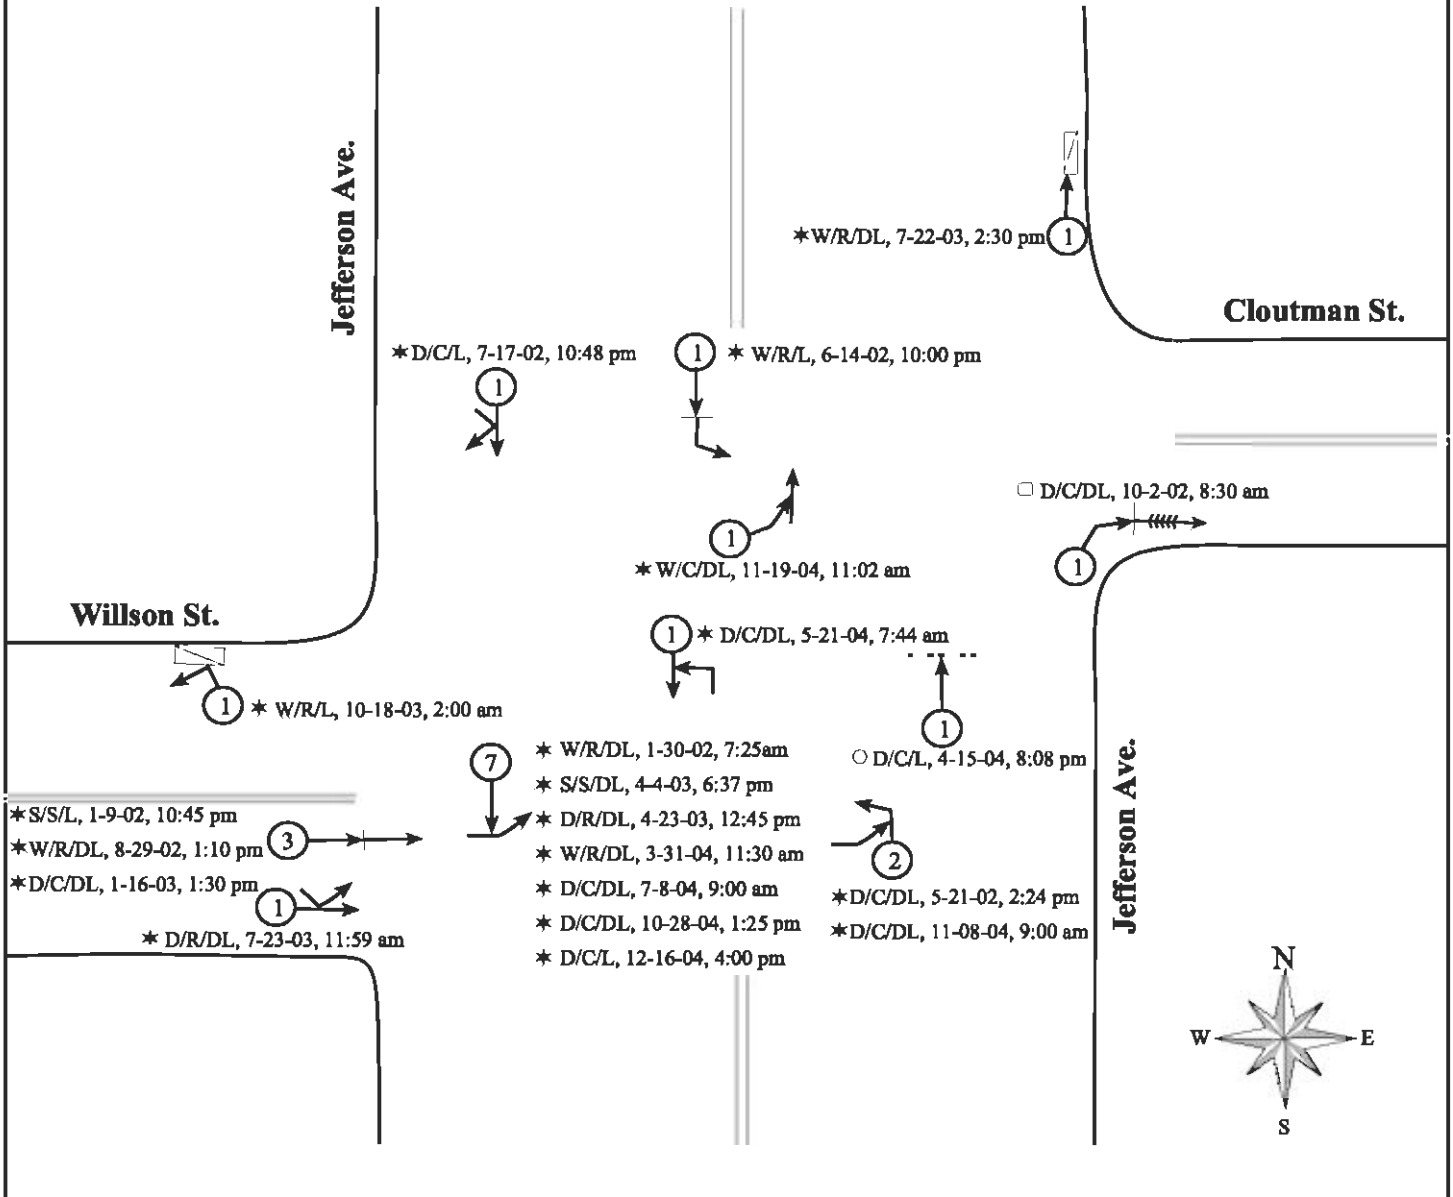 Jefferson Ave.
W/R/DL, 7-22-03, 2:30 pm
1
Cloutman St.
D/C/L, 7-17-02, 10:48 pm
1
1
W/R/L, 6-14-02, 10:00 pm
D/C/DL, 10-2-02, 8:30 am
1
1
W/C/DL, 11-19-04, 11:02 am
Willson St.
1
D/C/DL, 5-21-04, 7:44 am
1
W/R/L, 10-18-03, 2:00 am
1
D/C/L, 4-15-04, 8:08 pm
7
W/R/DL, 1-30-02, 7:25am
S/S/DL, 4-4-03, 6:37 pm
D/R/DL, 4-23-03, 12:45 pm
W/R/DL, 3-31-04, 11:30 am
D/C/DL, 7-8-04, 9:00 am
D/C/DL, 10-28-04, 1:25 pm
D/C/L, 12-16-04, 4:00 pm
S/S/L, 1-9-02, 10:45 pm
W/R/DL, 8-29-02, 1:10 pm
D/C/DL, 1-16-03, 1:30 pm
3
1
D/R/DL, 7-23-03, 11:59 am
2
D/C/DL, 5-21-02, 2:24 pm
D/C/DL, 11-08-04, 9:00 am
Jefferson Ave.
N
W
E
S